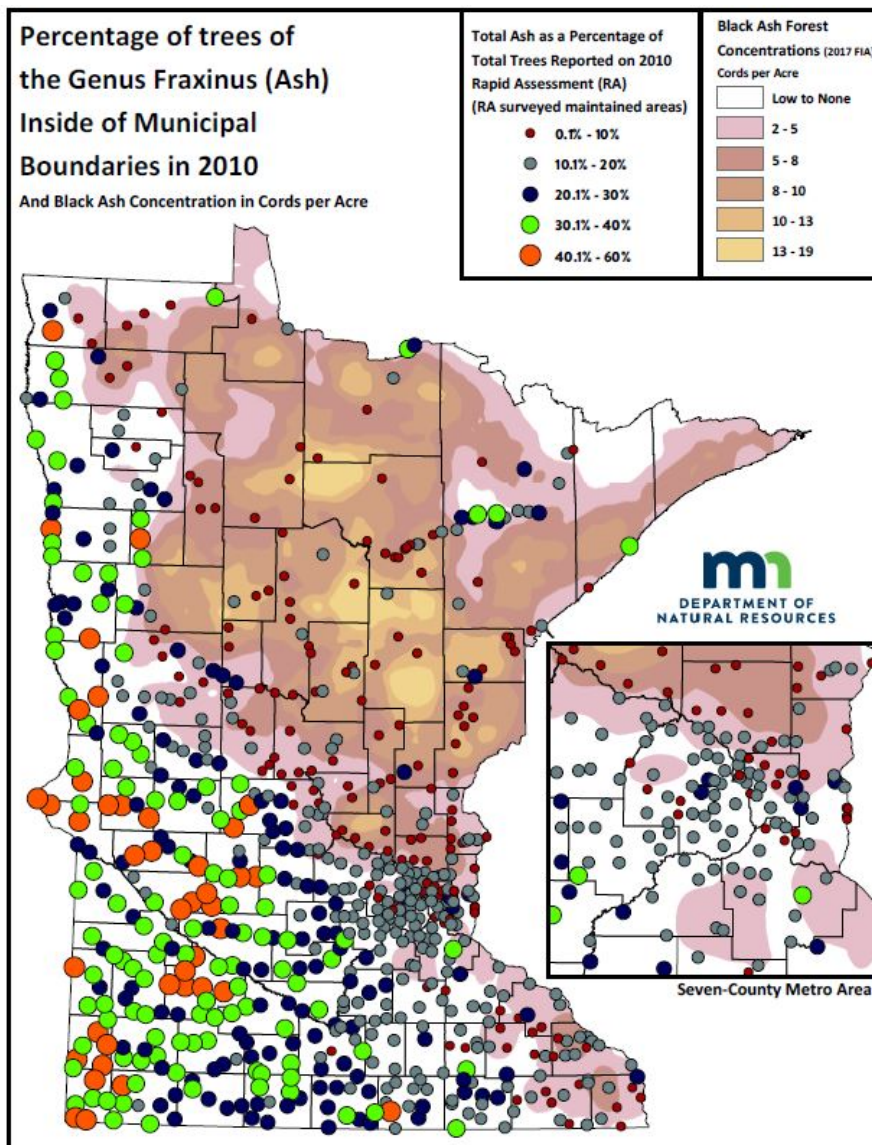 Percentage of trees of
the Genus Fraxinus (Ash)
Inside of Municipal
Boundaries in 2010
And Black Ash Concentration in Cords per Acre
Total Ash as a Percentage of
Total Trees Reported on 2010
Rapid Assessment (RA)
(RA surveyed maintained areas)
0.1% - 10%
10.1% - 20%
20.1% - 30%
30.1% - 40%
40.1% - 60%
Black Ash Forest
Concentrations (2017 FIA)
Cords per Acre
Low to None
2 - 5
5 - 8
8 - 10
10 - 13
13 - 19
mn
DEPARTMENT OF
NATURAL RESOURCES
Seven-County Metro Area